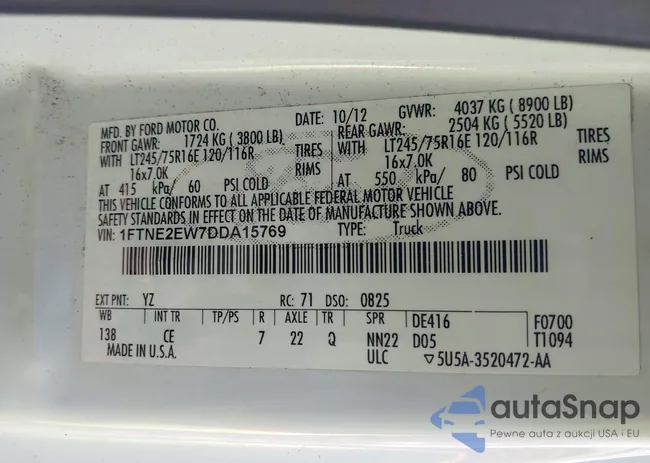 MFD. BY FORD MOTOR CO. DATE: 10/12 GVWR: 4037 KG ( 8900 LB)
FRONT GAWR: 1724 KG ( 3800 LB) REAR GAWR: 2504 KG ( 5520 LB)
WITH LT245/75R16E 120/116R TIRES WITH LT245/75R16E 120/116R TIRES
16x7.0K RIMS 16x7.0K RIMS
AT 415 kPa/ 60 PSI COLD AT 550 kPa/ 80 PSI COLD
THIS VEHICLE CONFORMS TO ALL APPLICABLE FEDERAL MOTOR VEHICLE
SAFETY STANDARDS IN EFFECT ON THE DATE OF MANUFACTURE SHOWN ABOVE.
VIN: 1FTNE2EW7DDA15769 TYPE: Truck
EXT PNT: YZ RC: 71 DSO: 0825
WB INT TR TP/PS R AXLE TR SPR DE416 F0700
138 CE 7 22 Q NN22 D05 T1094
MADE IN U.S.A. ULC ▽5U5A-3520472-AA
autoSnap
Pewne auta z aukcji USA i EU